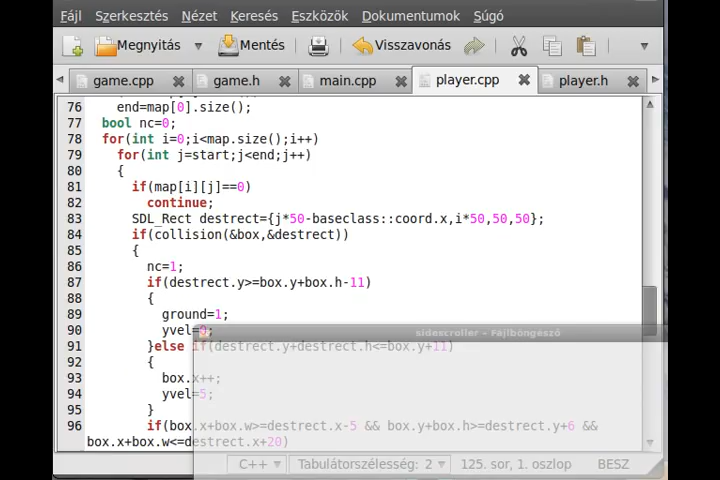 Fájl Szerkesztés Nézet Keresés Eszközök Dokumentumok Súgó
Megnyitás Mentés Visszavonás
game.cpp game.h main.cpp player.cpp player.h
76 end=map[0].size();
77 bool nc=0;
78 for(int i=0;i<map.size();i++)
79 for(int j=start;j<end;j++)
80 {
81 if(map[i][j]==0)
82 continue;
83 SDL_Rect destrect={j*50-baseclass::coord.x,i*50,50,50};
84 if(collision(&box,&destrect))
85 {
86 nc=1;
87 if(destrect.y>=box.y+box.h-11)
88 {
89 ground=1;
90 yvel=0;
sidescroller - Fájlböngésző
91 }else if(destrect.y+destrect.h<=box.y+11)
92 {
93 box.x++;
94 yvel=5;
95 }
96 if(box.x+box.w>=destrect.x-5 && box.y+box.h>=destrect.y+6 &&
box.x+box.w<=destrect.x+20)
C++ Tabulátorszélesség: 2 125. sor, 1. oszlop BESZ